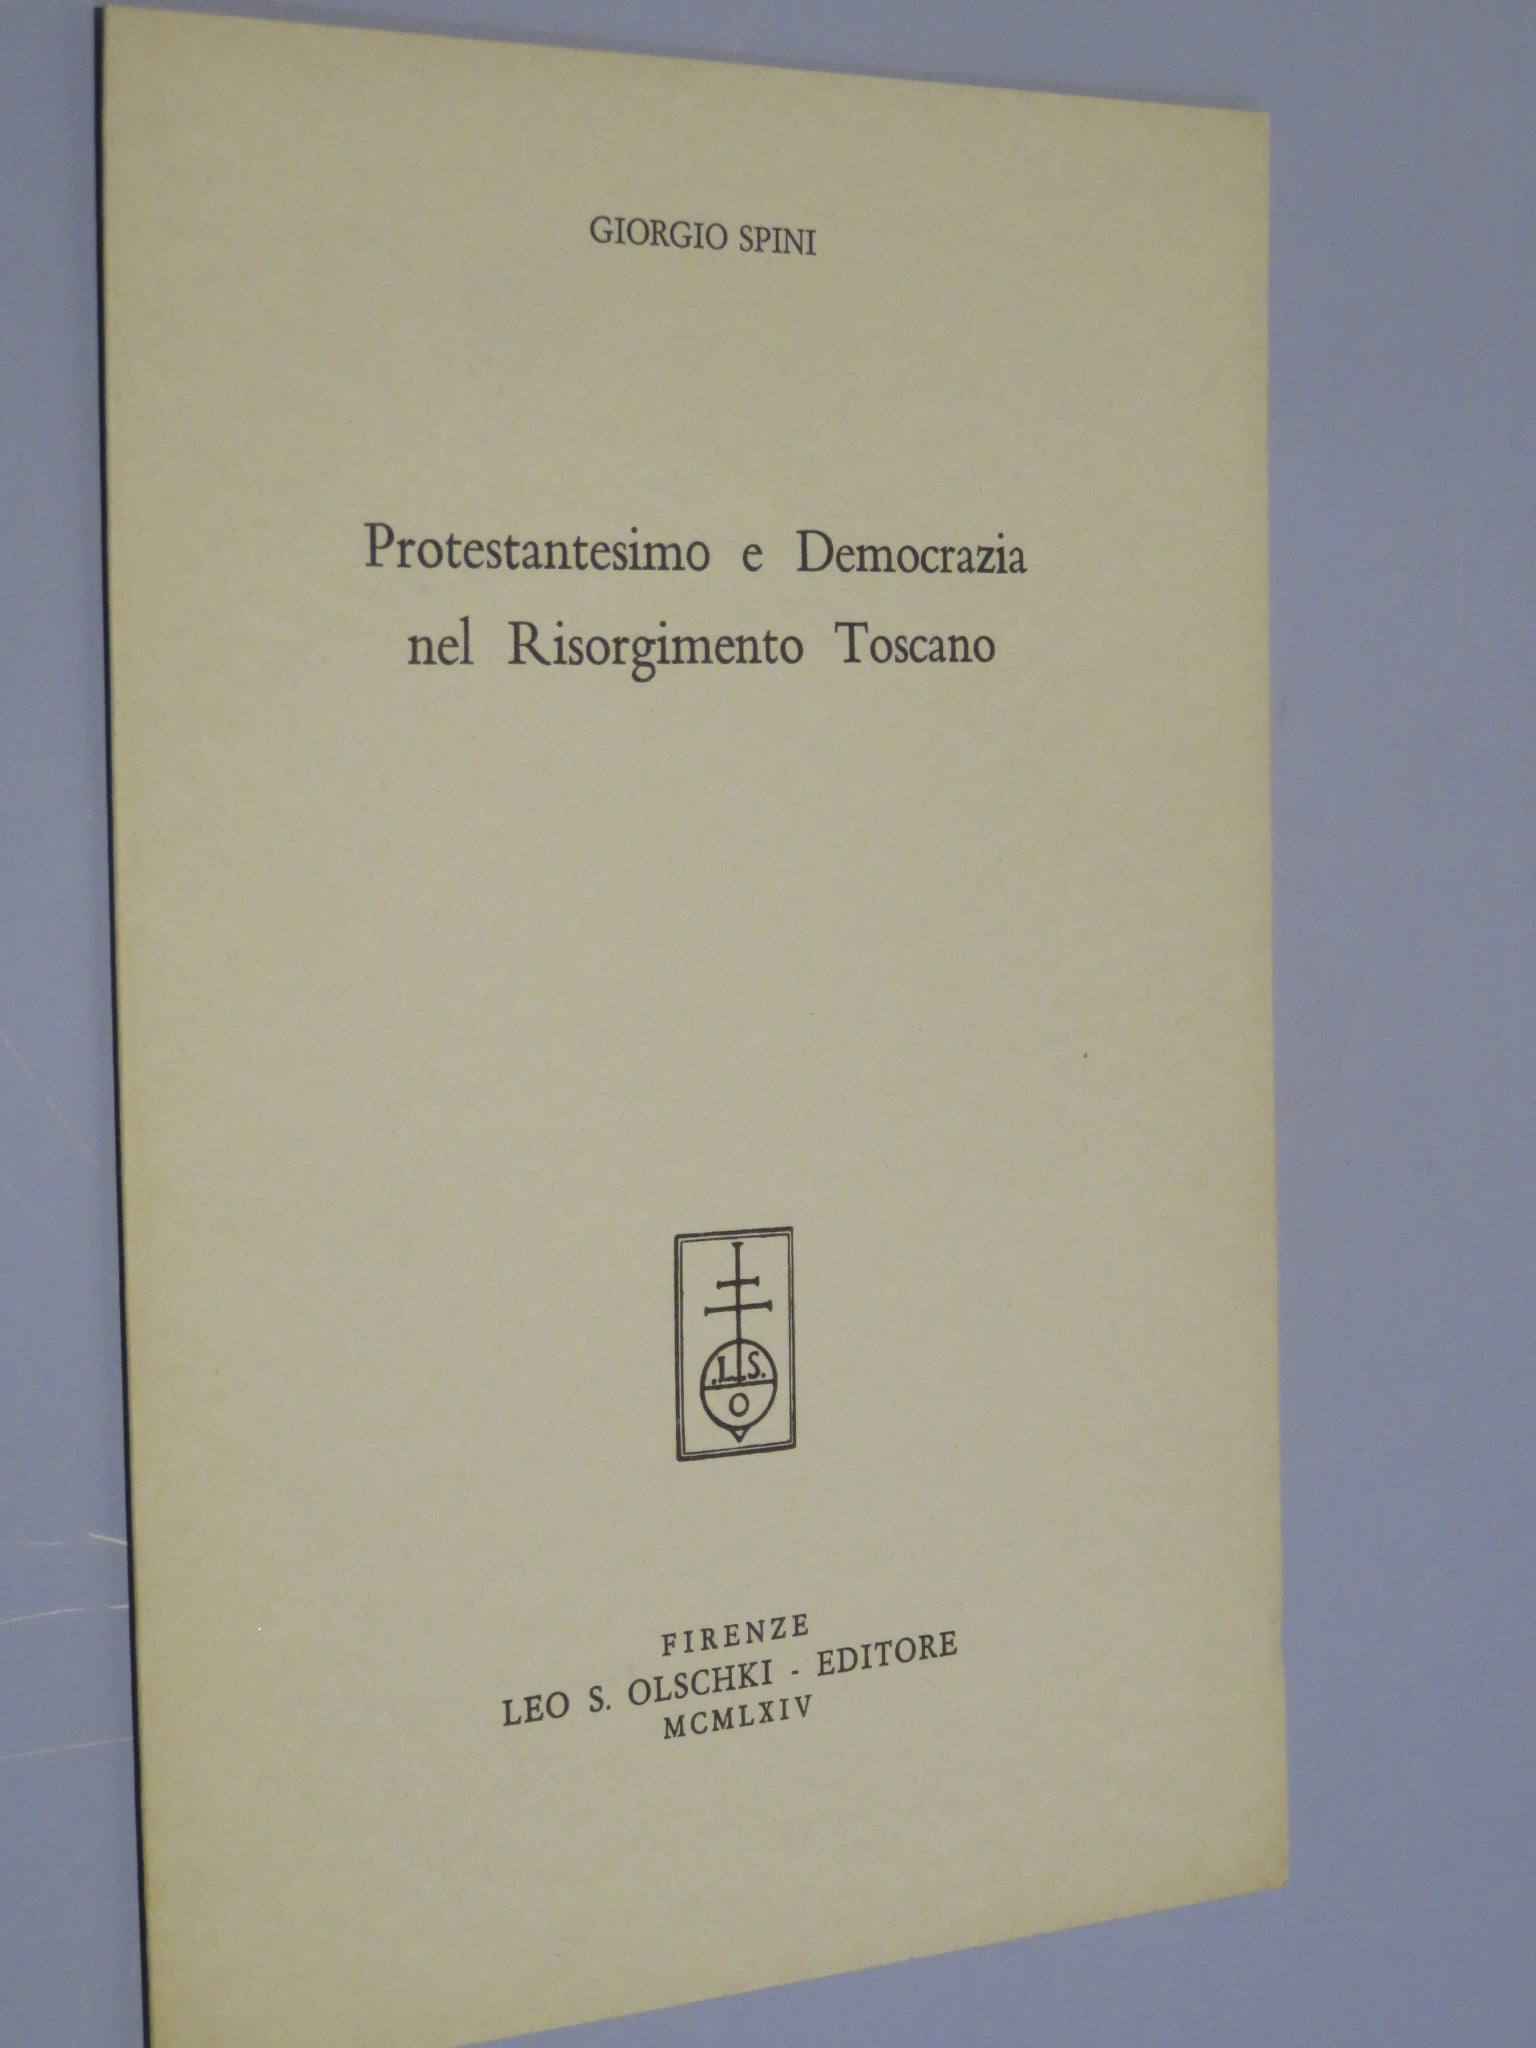 GIORGIO SPINI
Protestantesimo e Democrazia
nel Risorgimento Toscano
.L.S.
O
FIRENZE
LEO S. OLSCHKI - EDITORE
MCMLXIV